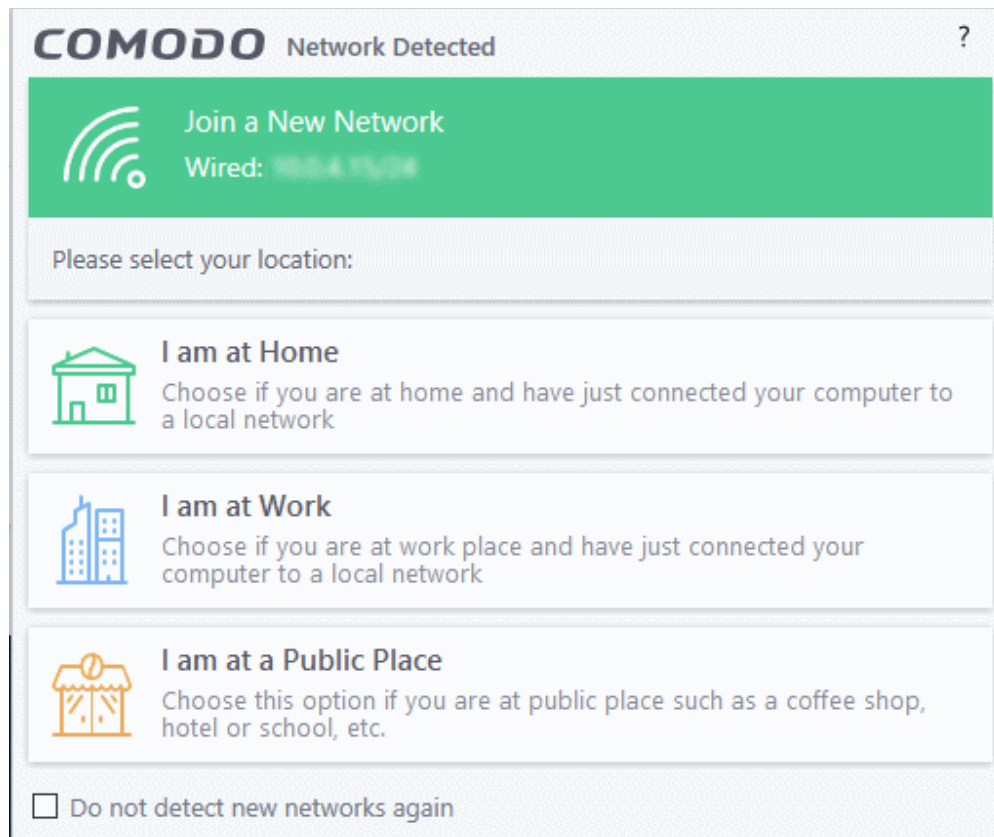 COMODO Network Detected ?
Join a New Network
Wired:
Please select your location:
I am at Home
Choose if you are at home and have just connected your computer to
a local network
I am at Work
Choose if you are at work place and have just connected your
computer to a local network
I am at a Public Place
Choose this option if you are at public place such as a coffee shop,
hotel or school, etc.
Do not detect new networks again